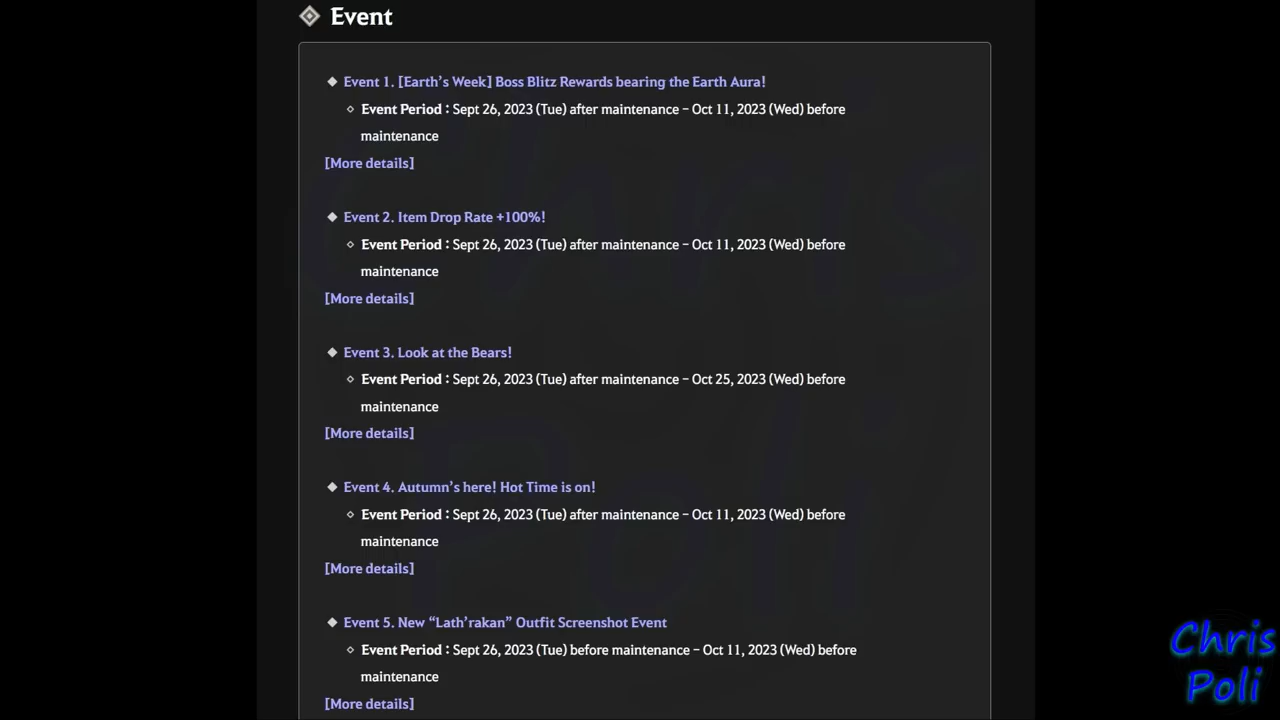 Event
Event 1. [Earth's Week] Boss Blitz Rewards bearing the Earth Aura!
Event Period : Sept 26, 2023 (Tue) after maintenance – Oct 11, 2023 (Wed) before
maintenance
[More details]
Event 2. Item Drop Rate +100%!
Event Period : Sept 26, 2023 (Tue) after maintenance – Oct 11, 2023 (Wed) before
maintenance
[More details]
Event 3. Look at the Bears!
Event Period : Sept 26, 2023 (Tue) after maintenance – Oct 25, 2023 (Wed) before
maintenance
[More details]
Event 4. Autumn's here! Hot Time is on!
Event Period : Sept 26, 2023 (Tue) after maintenance – Oct 11, 2023 (Wed) before
maintenance
[More details]
Event 5. New “Lath'rakan” Outfit Screenshot Event
Event Period : Sept 26, 2023 (Tue) before maintenance – Oct 11, 2023 (Wed) before
maintenance
[More details]
Chris
Poli